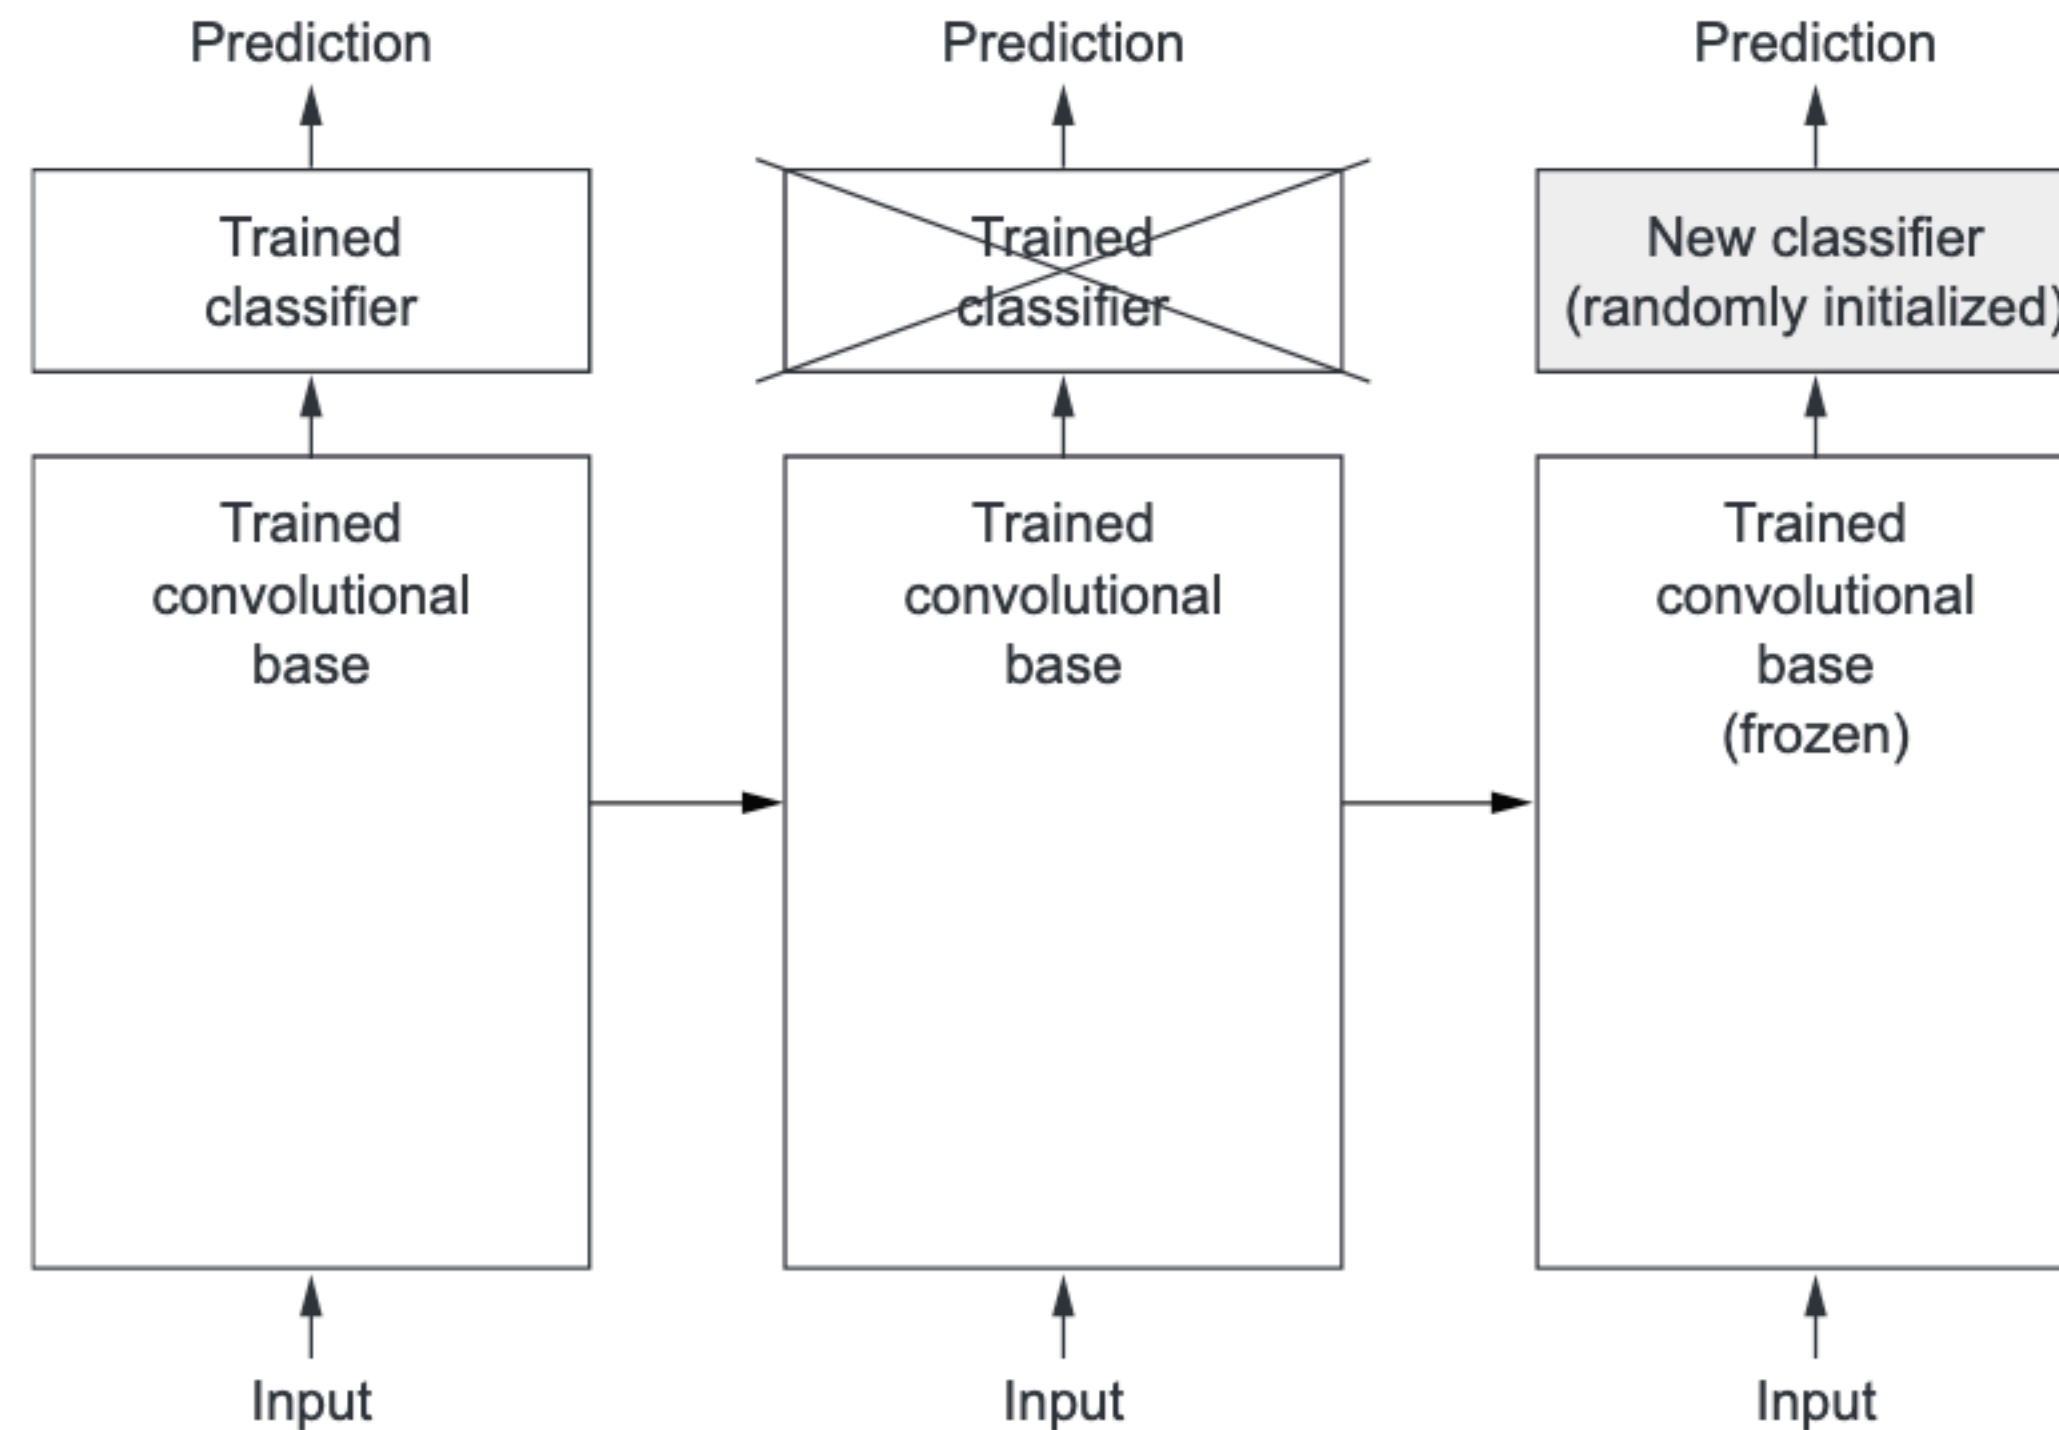 Prediction
Trained
classifier
Trained
convolutional
base
Input
Prediction
Trained
classifier
Trained
convolutional
base
Input
Prediction
New classifier
(randomly initialized)
Trained
convolutional
base
(frozen)
Input